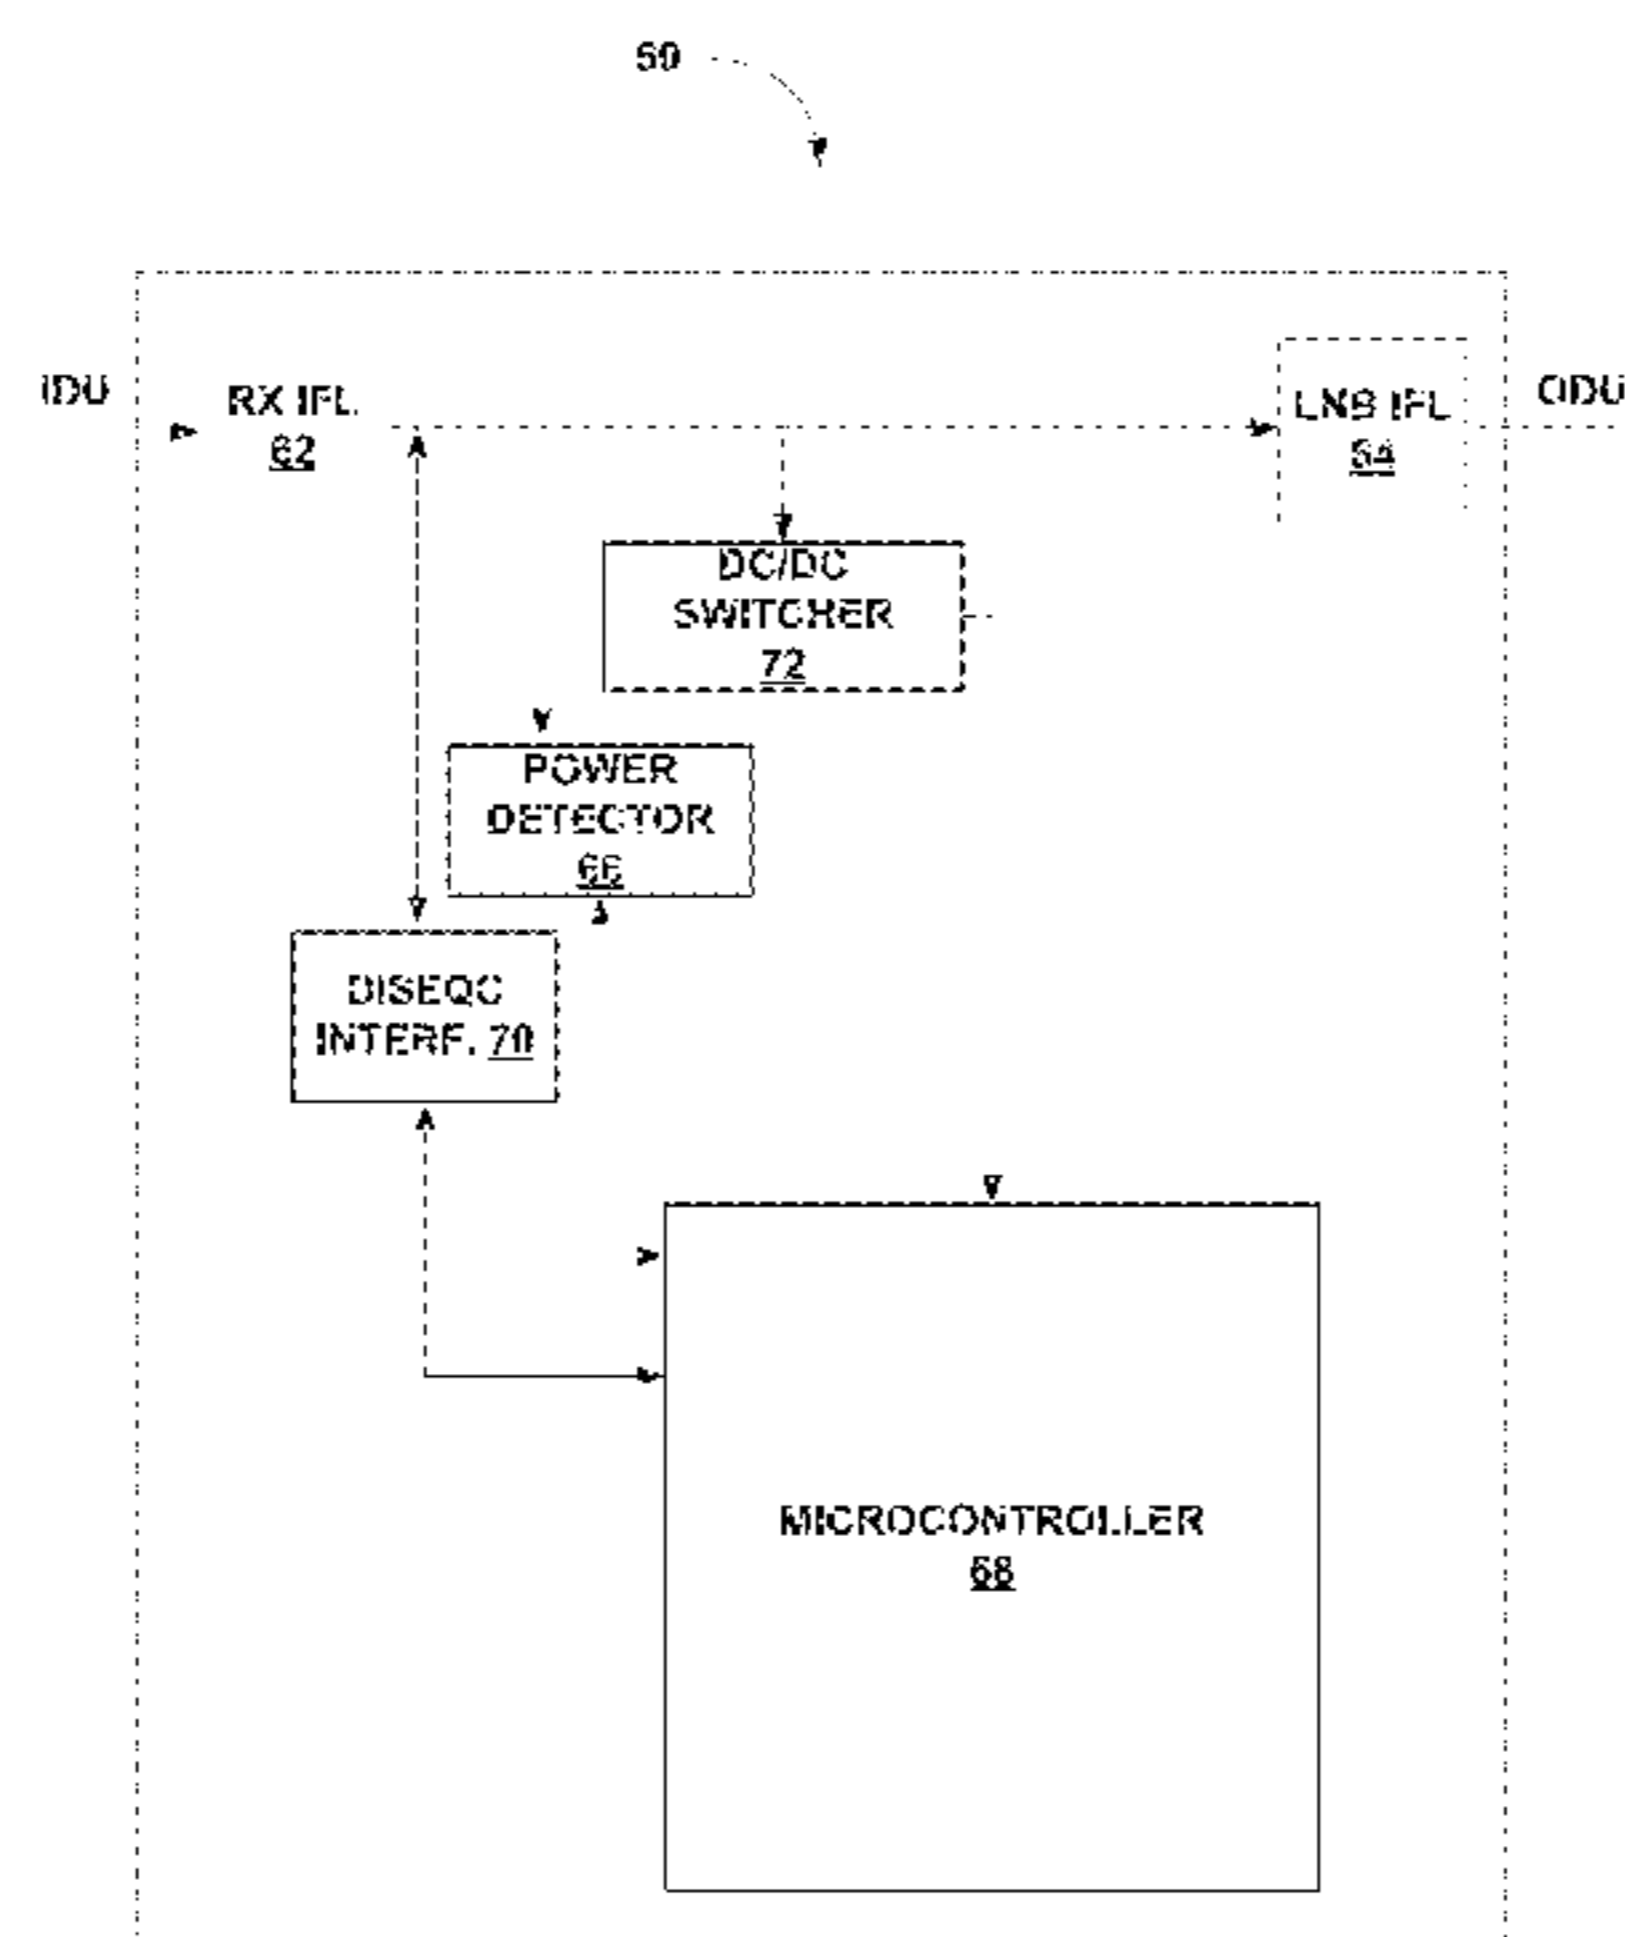 60
IDU
RX IFL
62
LNB IFL
64
ODU
DC/DC
SWITCHER
72
POWER
DETECTOR
66
DISEQC
INTERF. 70
MICROCONTROLLER
68